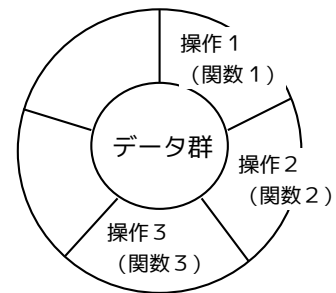 操作１
（関数１）
データ群
操作２
（関数２）
操作３
（関数３）